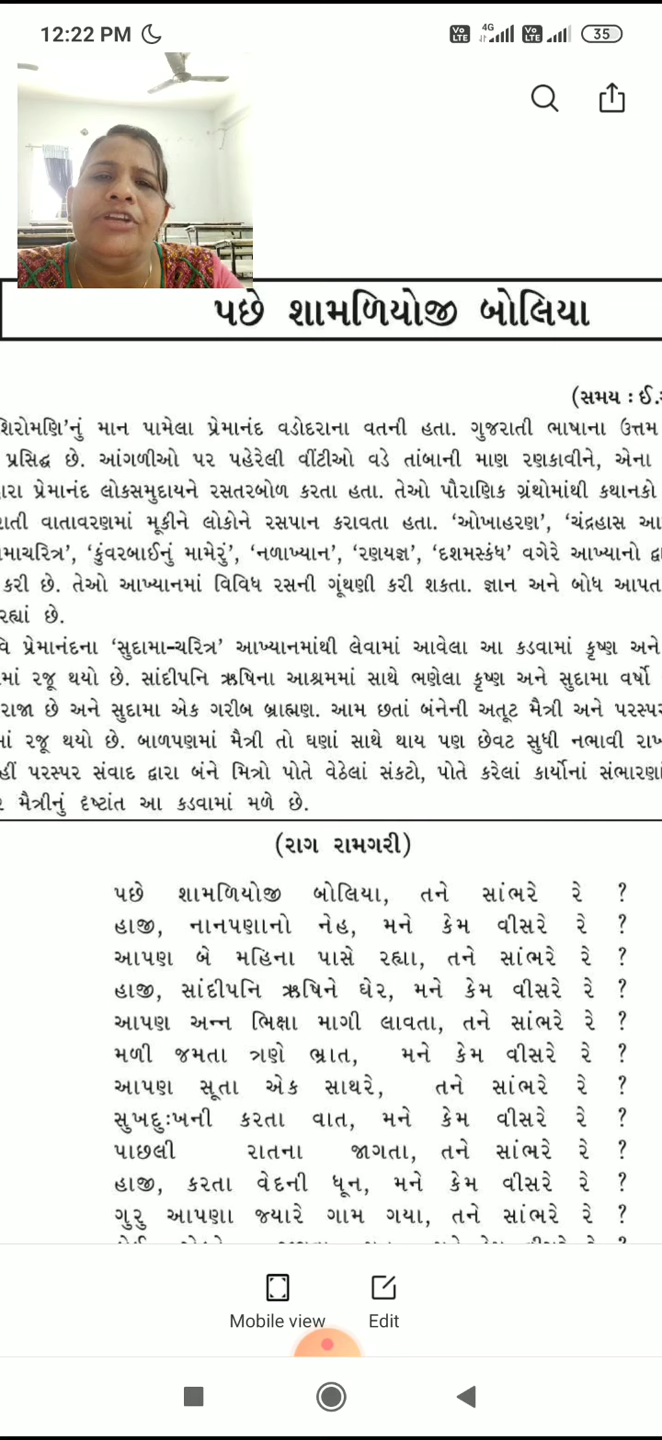 12:22 PM
Vo LTE 4G Vo LTE 35
પછે શામળિયોજી બોલિયા
(સમય : ઈ.સ
શિરોમણિ'નું માન પામેલા પ્રેમાનંદ વડોદરાના વતની હતા. ગુજરાતી ભાષાના ઉત્તમ
પ્રસિદ્ધ છે. આંગળીઓ પર પહેરેલી વીંટીઓ વડે તાંબાની માણ રણકાવીને, એના
ારા પ્રેમાનંદ લોકસમુદાયને રસતરબોળ કરતા હતા. તેઓ પૌરાણિક ગ્રંથોમાંથી કથાનકો
રાતી વાતાવરણમાં મૂકીને લોકોને રસપાન કરાવતા હતા. 'ઓખાહરણ', 'ચંદ્રહાસ આ
ામાચરિત્ર', 'કુંવરબાઈનું મામેરું', 'નળાખ્યાન', 'રણયજ્ઞ', 'દશમસ્કંધ' વગેરે આખ્યાનો દ્વા
કરી છે. તેઓ આખ્યાનમાં વિવિધ રસની ગૂંથણી કરી શકતા. જ્ઞાન અને બોધ આપત
રહ્યાં છે.
વિ પ્રેમાનંદના 'સુદામા-ચરિત્ર' આખ્યાનમાંથી લેવામાં આવેલા આ કડવામાં કૃષ્ણ અને
માં રજૂ થયો છે. સાંદીપનિ ઋષિના આશ્રમમાં સાથે ભણેલા કૃષ્ણ અને સુદામા વર્ષો
રાજા છે અને સુદામા એક ગરીબ બ્રાહ્મણ. આમ છતાં બંનેની અતૂટ મૈત્રી અને પરસ્પર
માં રજૂ થયો છે. બાળપણમાં મૈત્રી તો ઘણાં સાથે થાય પણ છેવટ સુધી નભાવી રાખ
હીં પરસ્પર સંવાદ દ્વારા બંને મિત્રો પોતે વેઠેલાં સંકટો, પોતે કરેલાં કાર્યોનાં સંભારણાં
ર મૈત્રીનું દૃષ્ટાંત આ કડવામાં મળે છે.
(રાગ રામગરી)
પછે શામળિયોજી બોલિયા, તને સાંભરે રે ?
હાજી, નાનપણાનો નેહ, મને કેમ વીસરે રે ?
આપણ બે મહિના પાસે રહ્યા, તને સાંભરે રે ?
હાજી, સાંદીપનિ ઋષિને ઘેર, મને કેમ વીસરે રે ?
આપણ અન્ન ભિક્ષા માગી લાવતા, તને સાંભરે રે ?
મળી જમતા ત્રણે ભ્રાત, મને કેમ વીસરે રે ?
આપણ સૂતા એક સાથરે, તને સાંભરે રે ?
સુખદુઃખની કરતા વાત, મને કેમ વીસરે રે ?
પાછલી રાતના જાગતા, તને સાંભરે રે ?
હાજી, કરતા વેદની ધૂન, મને કેમ વીસરે રે ?
ગુરુ આપણા જ્યારે ગામ ગયા, તને સાંભરે રે ?
Mobile view
Edit